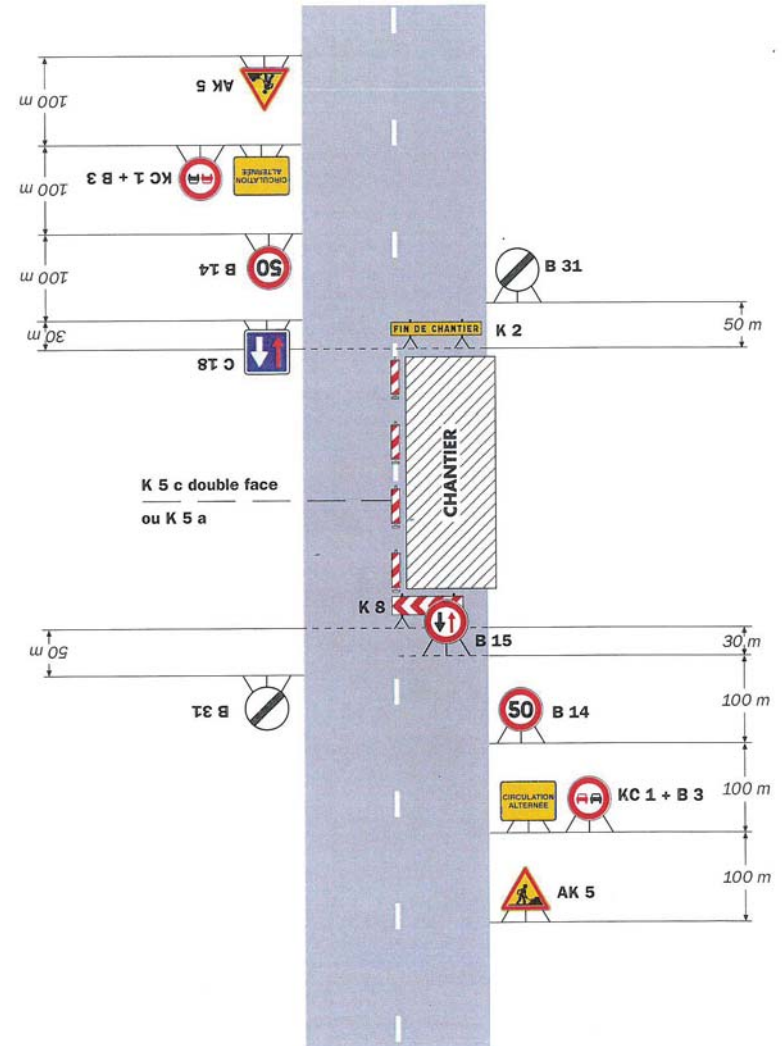 AK 5
100 m
KC 1 + B 3
CIRCULATION
ALTERNÉE
100 m
B 14
50
100 m
B 31
FIN DE CHANTIER
K 2
50 m
30 m
C 18
K 5 c double face
ou K 5 a
CHANTIER
K 8
B 15
30 m
50 m
B 31
50
B 14
100 m
CIRCULATION
ALTERNÉE
KC 1 + B 3
100 m
AK 5
100 m